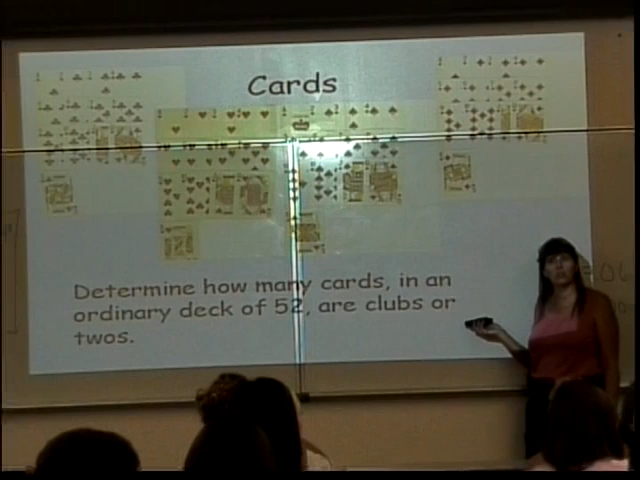 Cards
Determine how many cards, in an
ordinary deck of 52, are clubs or
twos.